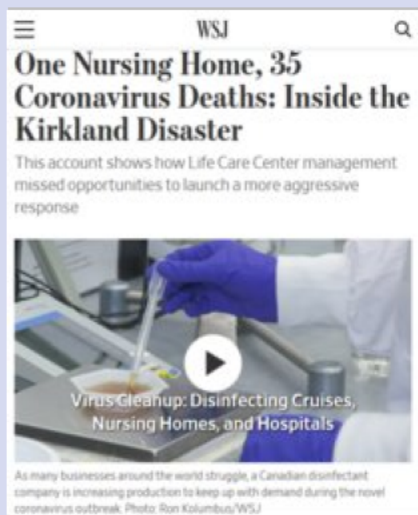 WSJ
One Nursing Home, 35
Coronavirus Deaths: Inside the
Kirkland Disaster
This account shows how Life Care Center management
missed opportunities to launch a more aggressive
response
Virus Cleanup: Disinfecting Cruises,
Nursing Homes, and Hospitals
As many businesses around the world struggle, a Canadian disinfectant
company is increasing production to keep up with demand during the novel
coronavirus outbreak. Photo: Ron Kolumbus/WSJ